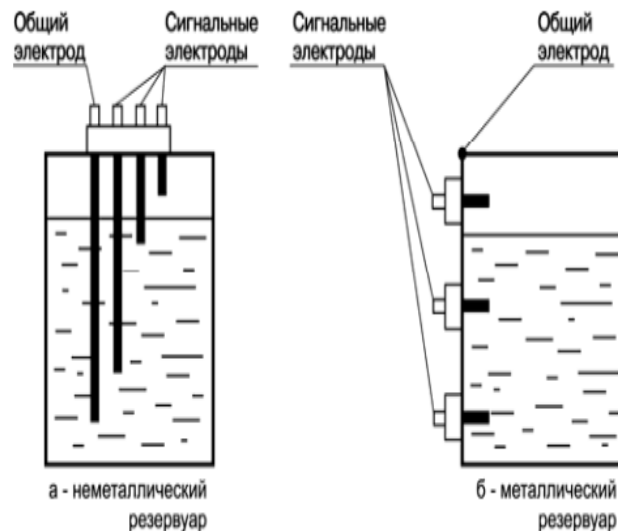 Общий
электрод
Сигнальные
электроды
Сигнальные
электроды
Общий
электрод
а - неметаллический
резервуар
б - металлический
резервуар